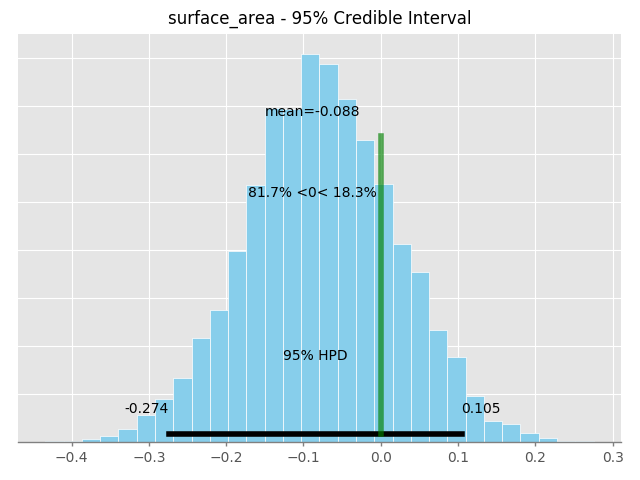 surface_area - 95% Credible Interval
mean=-0.088
81.7% <0< 18.3%
95% HPD
-0.274
0.105
−0.4
−0.3
−0.2
−0.1
0.0
0.1
0.2
0.3